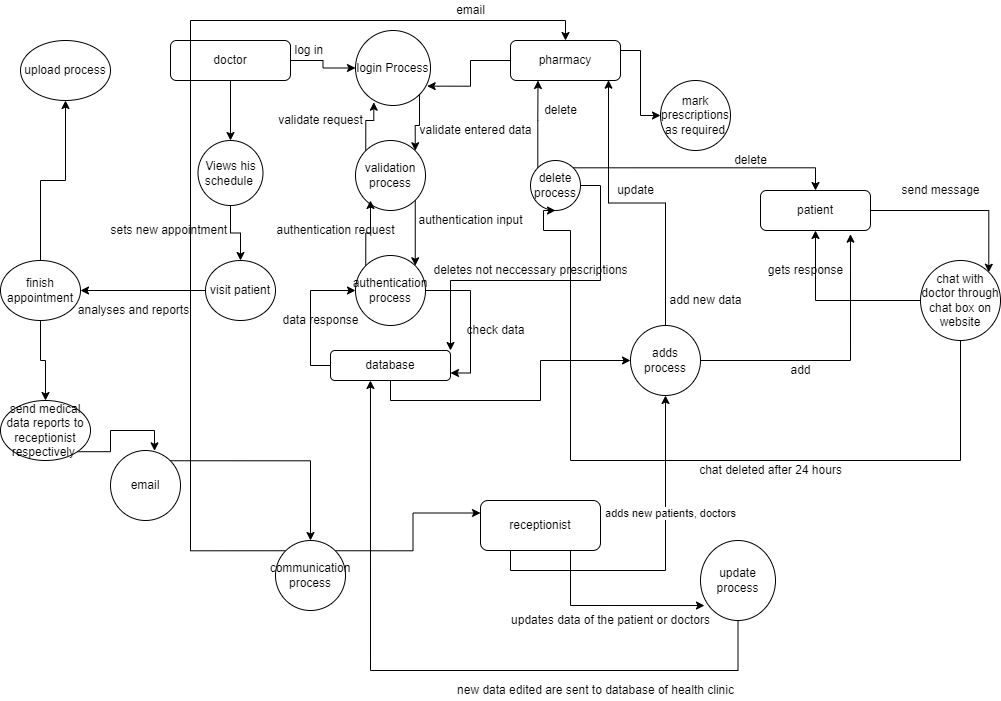 email
upload process
doctor
log in
login Process
pharmacy
validate request
validate entered data
delete
mark
prescriptions
as required
Views his
schedule
validation
process
delete
process
delete
update
patient
send message
sets new appointment
authentication request
authentication input
finish
appointment
analyses and reports
visit patient
authentication
process
deletes not neccessary prescriptions
data response
check data
add new data
gets response
chat with
doctor through
chat box on
website
database
adds
process
add
send medical
data reports to
receptionist
respectively
email
chat deleted after 24 hours
receptionist
adds new patients, doctors
communication
process
update
process
updates data of the patient or doctors
new data edited are sent to database of health clinic